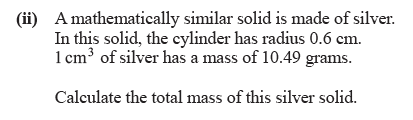 (ii) A mathematically similar solid is made of silver.
In this solid, the cylinder has radius 0.6 cm.
1 cm³ of silver has a mass of 10.49 grams.
Calculate the total mass of this silver solid.